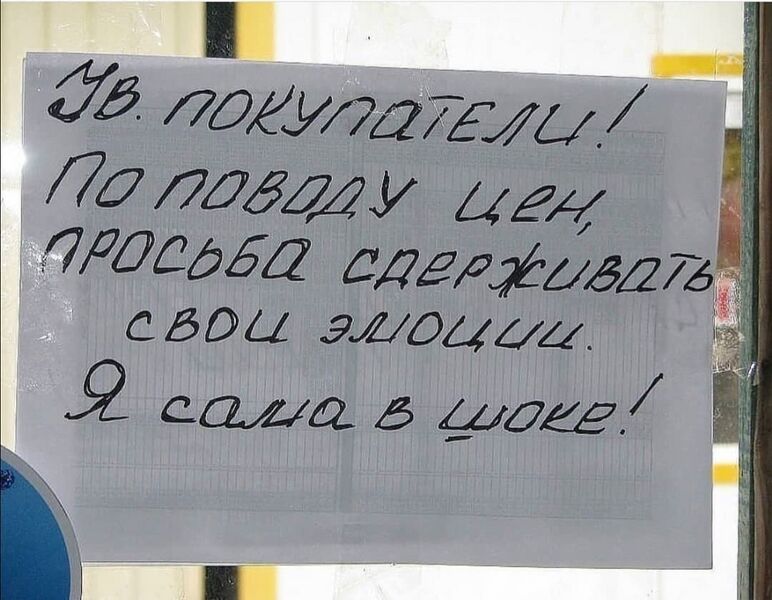 Ув. покупатели!
По поводу цен,
просьба сдерживать
свои эмоции.
Я сама в шоке!